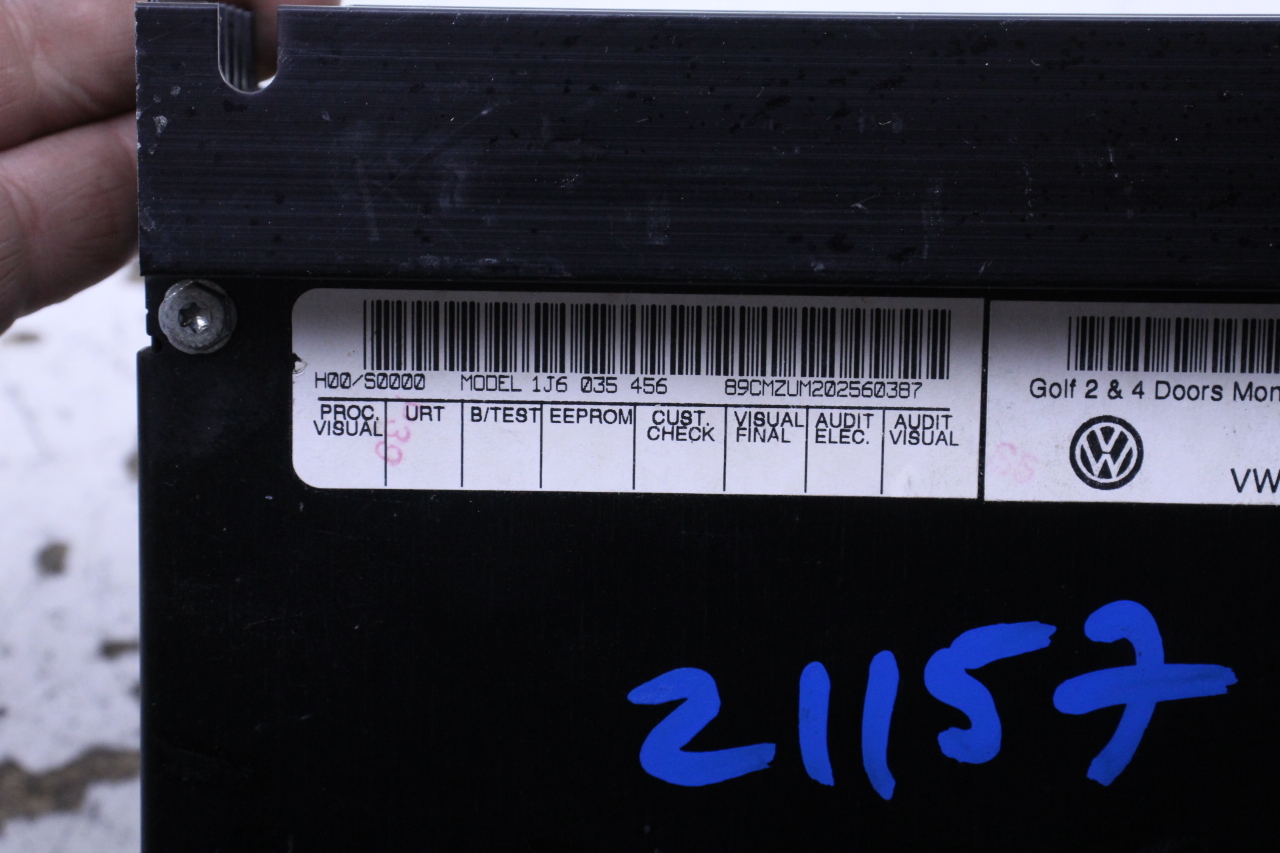 H00/S0000 MODEL 1J6 035 456 89CMZUM202560387
PROC. VISUAL URT B/TEST EEPROM CUST. CHECK VISUAL FINAL AUDIT ELEC. AUDIT VISUAL
Golf 2 & 4 Doors Mon
VW
21157